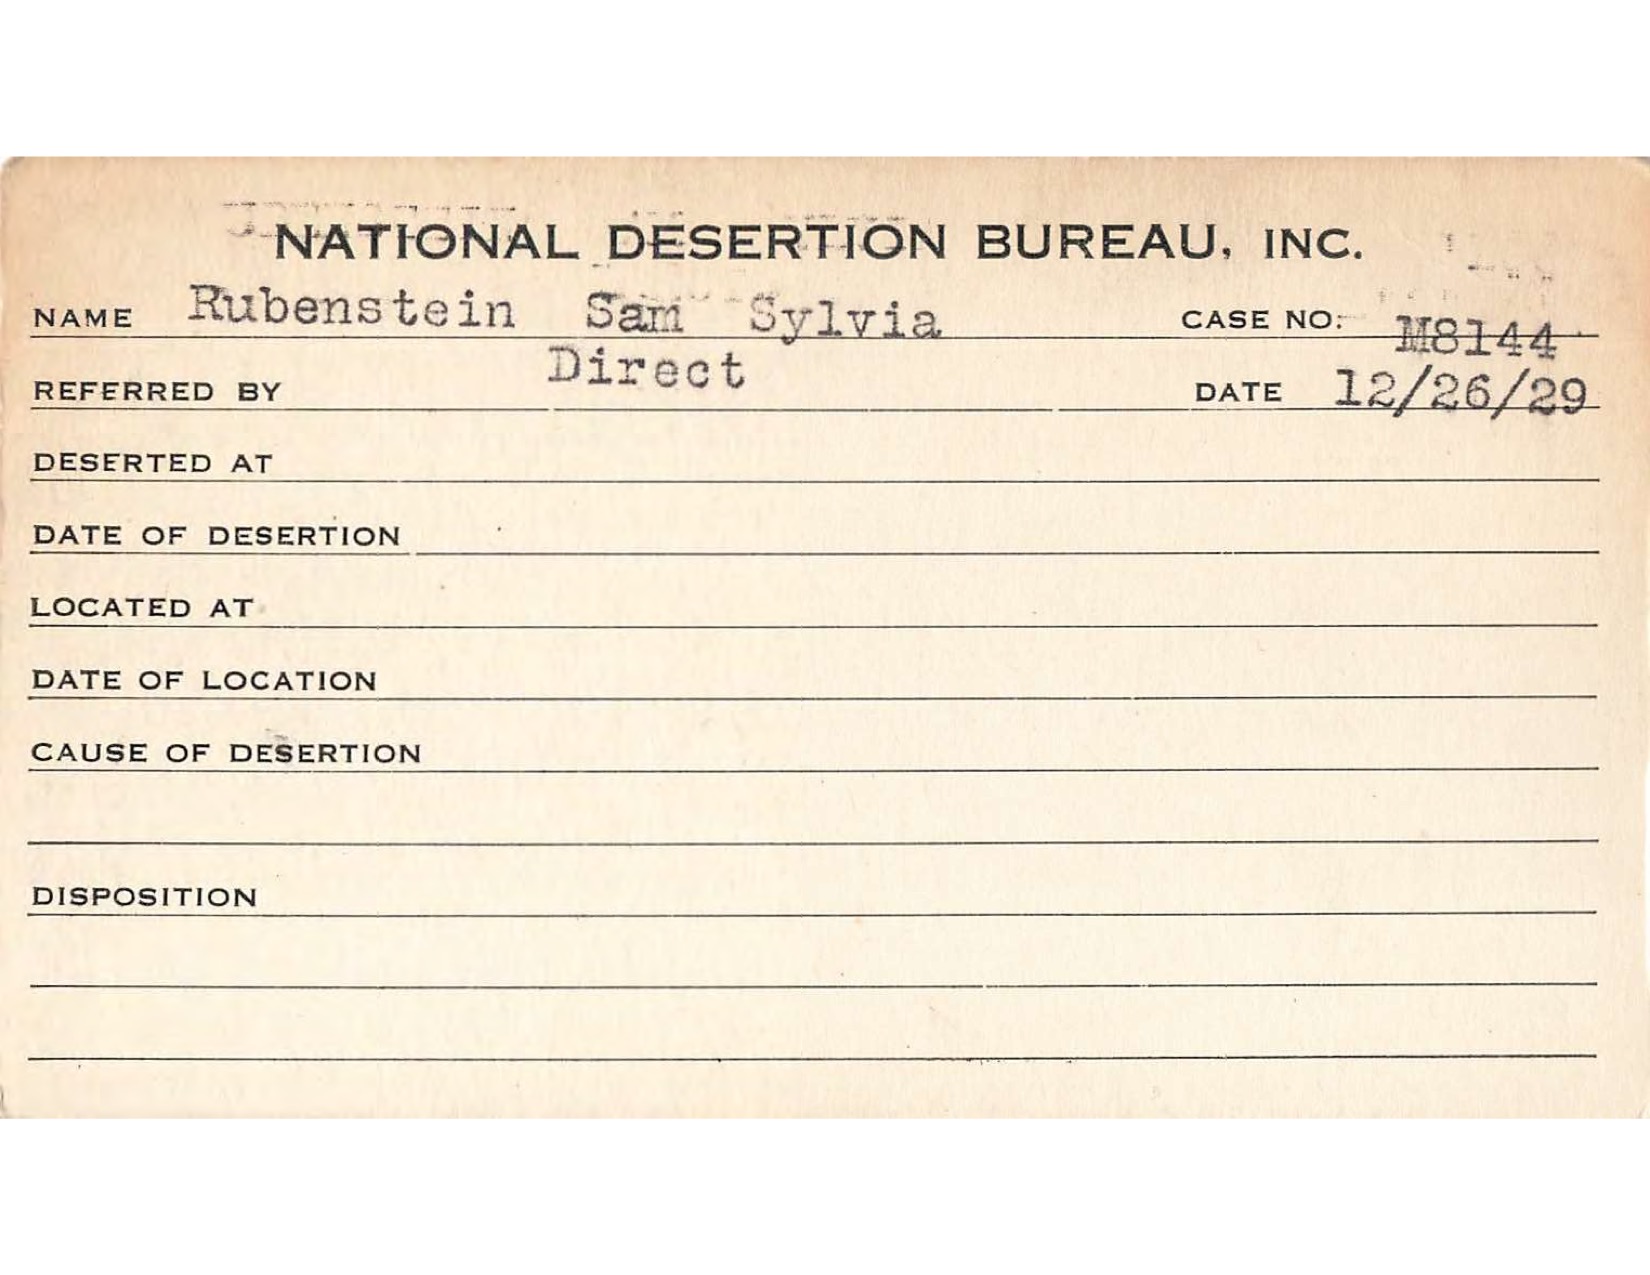 NATIONAL DESERTION BUREAU, INC.
NAME Rubenstein Sam Sylvia CASE NO: M8144
REFERRED BY Direct DATE 12/26/29
DESERTED AT
DATE OF DESERTION
LOCATED AT
DATE OF LOCATION
CAUSE OF DESERTION
DISPOSITION